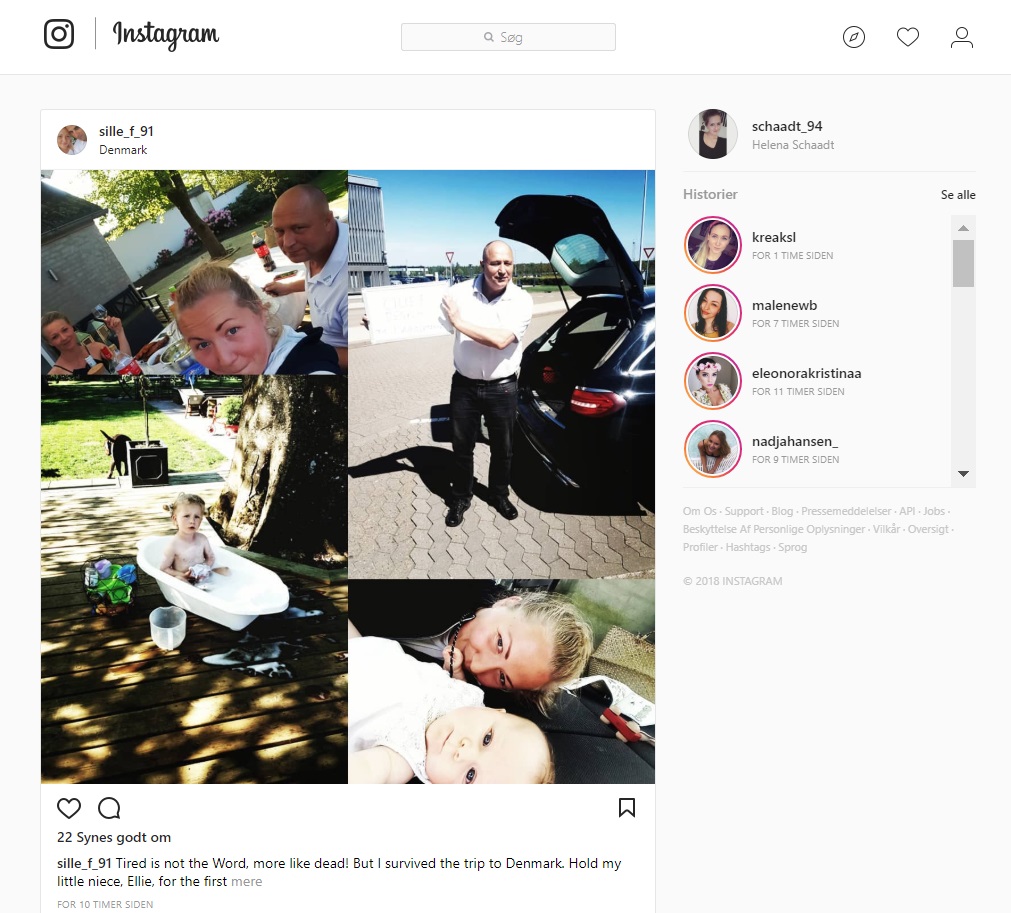 Instagram
Søg
sille_f_91
Denmark
22 Synes godt om
sille_f_91 Tired is not the Word, more like dead! But I survived the trip to Denmark. Hold my
little niece, Ellie, for the first mere
FOR 10 TIMER SIDEN
schaadt_94
Helena Schaadt
Historier Se alle
kreaksl
FOR 1 TIME SIDEN
malenewb
FOR 7 TIMER SIDEN
eleonorakristinaa
FOR 11 TIMER SIDEN
nadjahansen_
FOR 9 TIMER SIDEN
Om Os · Support · Blog · Pressemeddelelser · API · Jobs ·
Beskyttelse Af Personlige Oplysninger · Vilkår · Oversigt ·
Profiler · Hashtags · Sprog
© 2018 INSTAGRAM